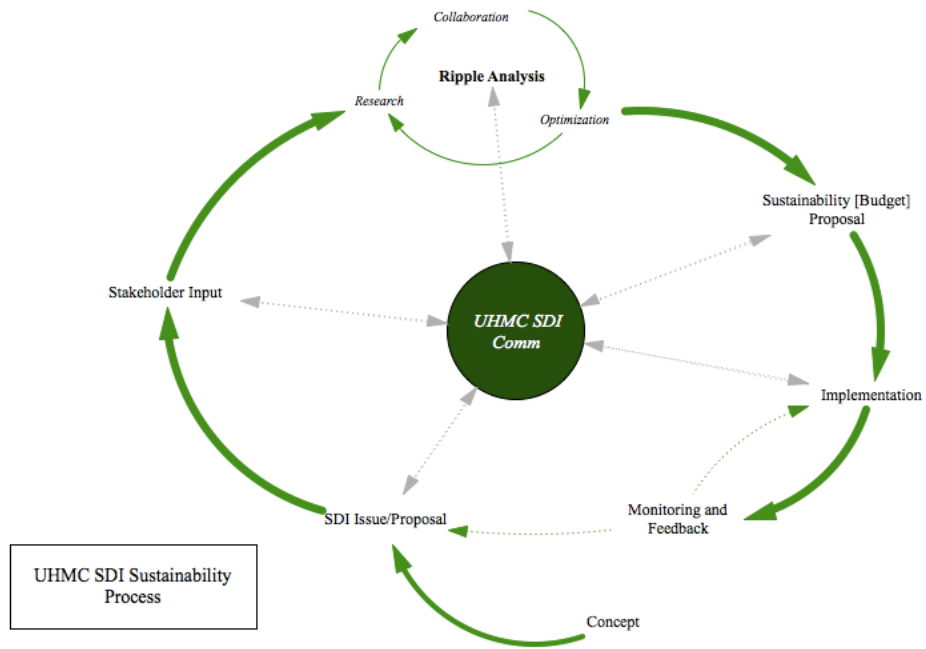 Collaboration
Ripple Analysis
Research
Optimization
Sustainability [Budget]
Proposal
Stakeholder Input
UHMC SDI
Comm
Implementation
Monitoring and
Feedback
SDI Issue/Proposal
UHMC SDI Sustainability
Process
Concept